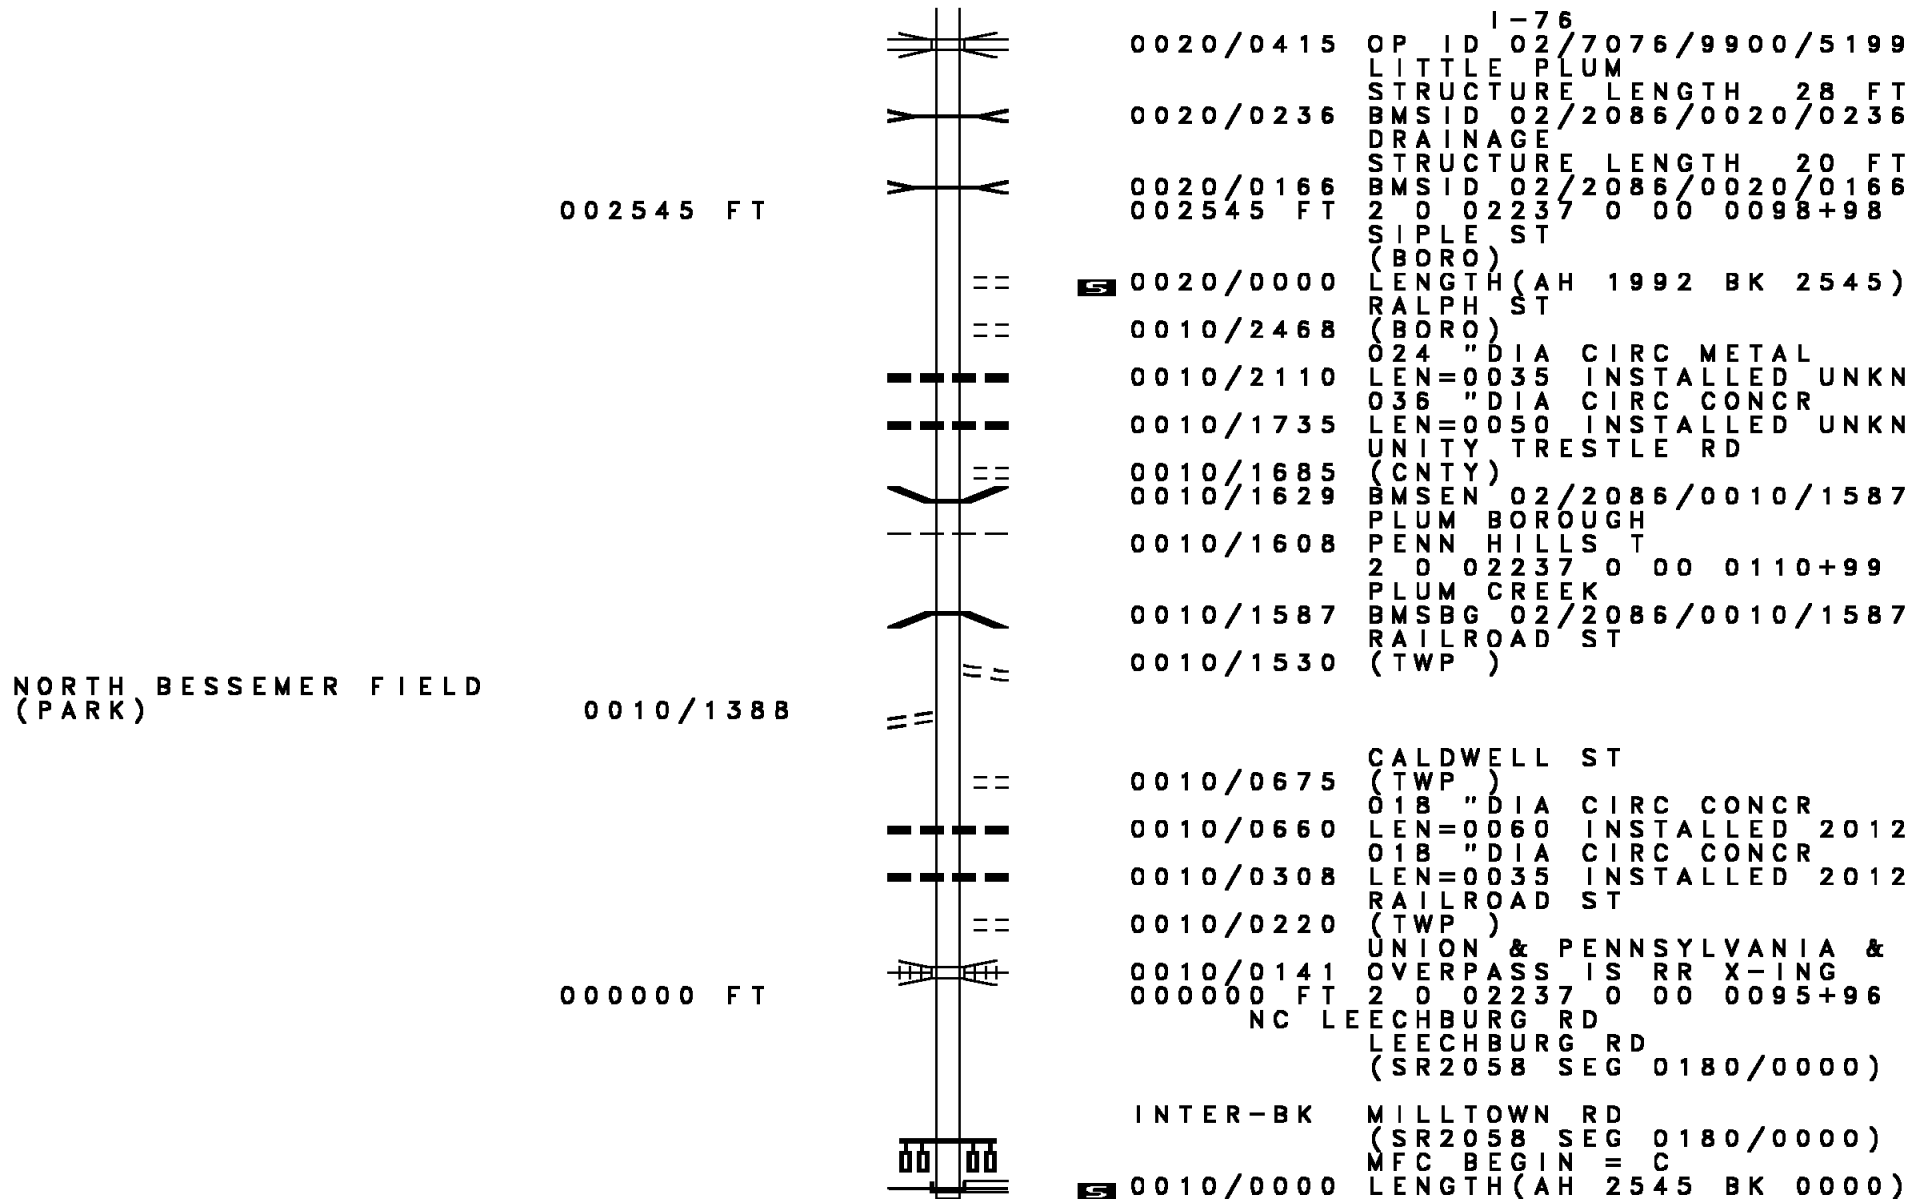 I-76
0020/0415 OP ID 02/7076/9900/5199
LITTLE PLUM
STRUCTURE LENGTH 28 FT
0020/0236 BMSID 02/2086/0020/0236
DRAINAGE
STRUCTURE LENGTH 20 FT
0020/0166 BMSID 02/2086/0020/0166
002545 FT 002545 FT 2 0 02237 0 00 0098+98
SIPLE ST
(BORO)
S 0020/0000 LENGTH(AH 1992 BK 2545)
RALPH ST
0010/2468 (BORO)
024 "DIA CIRC METAL
0010/2110 LEN=0035 INSTALLED UNKN
036 "DIA CIRC CONCR
0010/1735 LEN=0050 INSTALLED UNKN
UNITY TRESTLE RD
0010/1685 (CNTY)
0010/1629 BMSEN 02/2086/0010/1587
PLUM BOROUGH
0010/1608 PENN HILLS T
2 0 02237 0 00 0110+99
PLUM CREEK
0010/1587 BMSBG 02/2086/0010/1587
RAILROAD ST
0010/1530 (TWP )
NORTH BESSEMER FIELD
(PARK) 0010/1388
CALDWELL ST
0010/0675 (TWP )
018 "DIA CIRC CONCR
0010/0660 LEN=0060 INSTALLED 2012
018 "DIA CIRC CONCR
0010/0308 LEN=0035 INSTALLED 2012
RAILROAD ST
0010/0220 (TWP )
UNION & PENNSYLVANIA &
0010/0141 OVERPASS IS RR X-ING
000000 FT 000000 FT 2 0 02237 0 00 0095+96
NC LEECHBURG RD
LEECHBURG RD
(SR2058 SEG 0180/0000)
INTER-BK MILLTOWN RD
(SR2058 SEG 0180/0000)
MFC BEGIN = C
S 0010/0000 LENGTH(AH 2545 BK 0000)